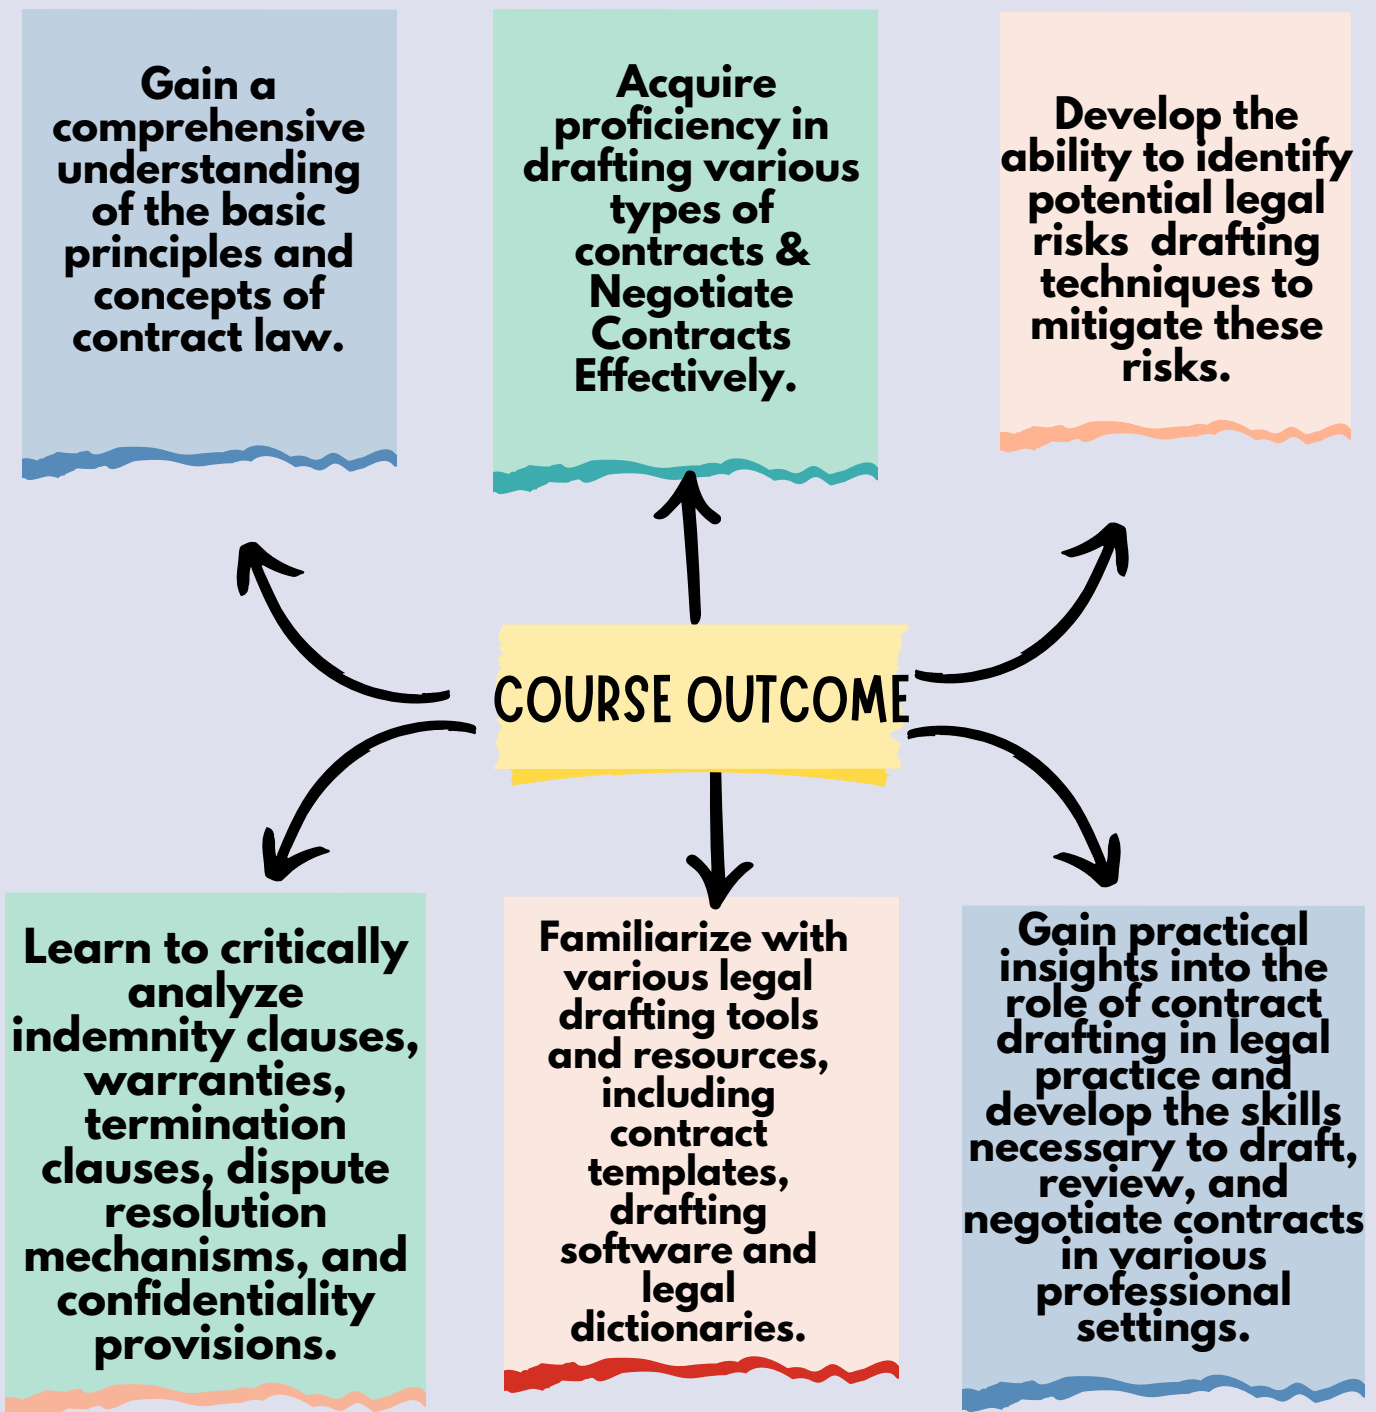 Gain a
comprehensive
understanding
of the basic
principles and
concepts of
contract law.
Acquire
proficiency in
drafting various
types of
contracts &
Negotiate
Contracts
Effectively.
Develop the
ability to identify
potential legal
risks  drafting
techniques to
mitigate these
risks.
COURSE OUTCOME
Learn to critically
analyze
indemnity clauses,
warranties,
termination
clauses, dispute
resolution
mechanisms, and
confidentiality
provisions.
Familiarize with
various legal
drafting tools
and resources,
including
contract
templates,
drafting
software and
legal
dictionaries.
Gain practical
insights into the
role of contract
drafting in legal
practice and
develop the skills
necessary to draft,
review, and
negotiate contracts
in various
professional
settings.